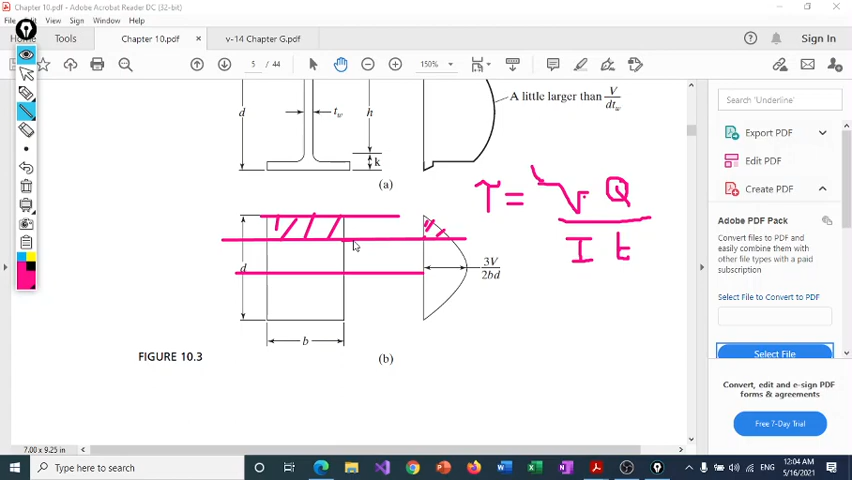 Chapter 10.pdf - Adobe Acrobat Reader DC (32-bit)
File Edit View Sign Window Help
Home Tools Chapter 10.pdf × v-14 Chapter G.pdf Sign In
5 / 44 150%
Search 'Underline'
Export PDF
Edit PDF
Create PDF
Adobe PDF Pack
Convert files to PDF and easily combine them with other file types with a paid subscription
Select File to Convert to PDF
Select File
Convert, edit and e-sign PDF forms & agreements
Free 7-Day Trial
d tw h k
A little larger than V/dtw
(a)
τ = VQ
I t
d
3V
2bd
b
FIGURE 10.3
(b)
7.00 x 9.25 in
Type here to search
ENG
12:04 AM
5/16/2021